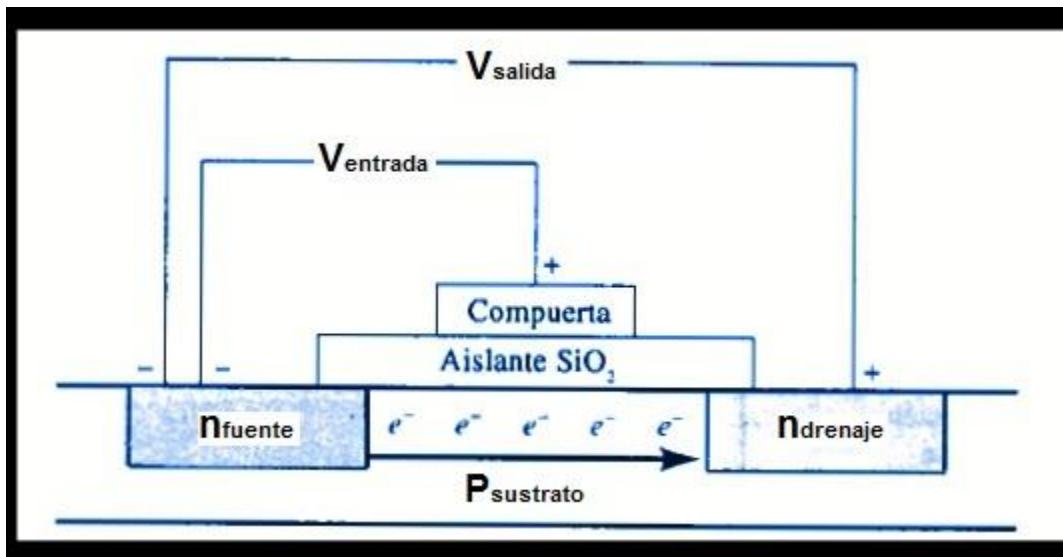 Vsalida
Ventrada
+
Compuerta
Aislante SiO₂
− − +
nfuente e⁻ e⁻ e⁻ e⁻ e⁻ ndrenaje
Psustrato